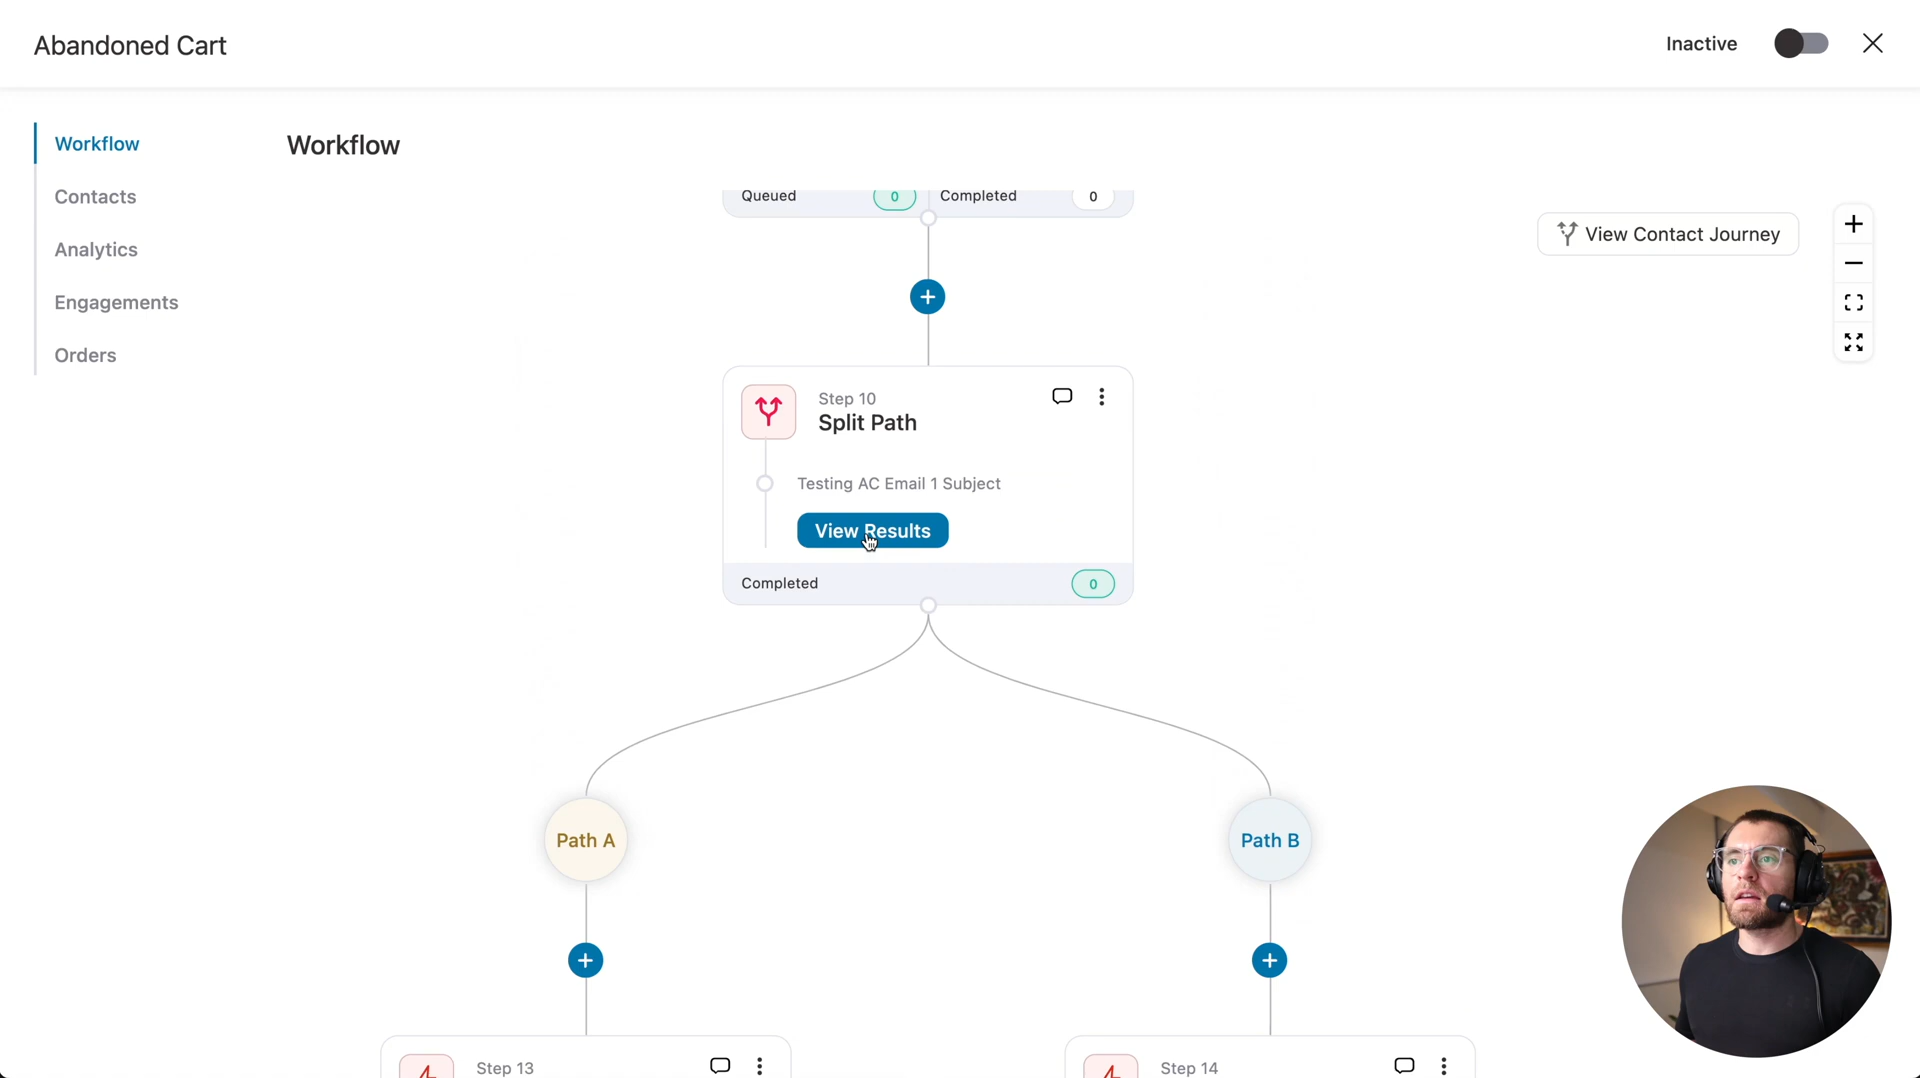 Abandoned Cart
Inactive
Workflow
Contacts
Analytics
Engagements
Orders
Workflow
Queued 0 Completed 0
View Contact Journey
Step 10
Split Path
Testing AC Email 1 Subject
View Results
Completed 0
Path A
Path B
Step 13
Step 14